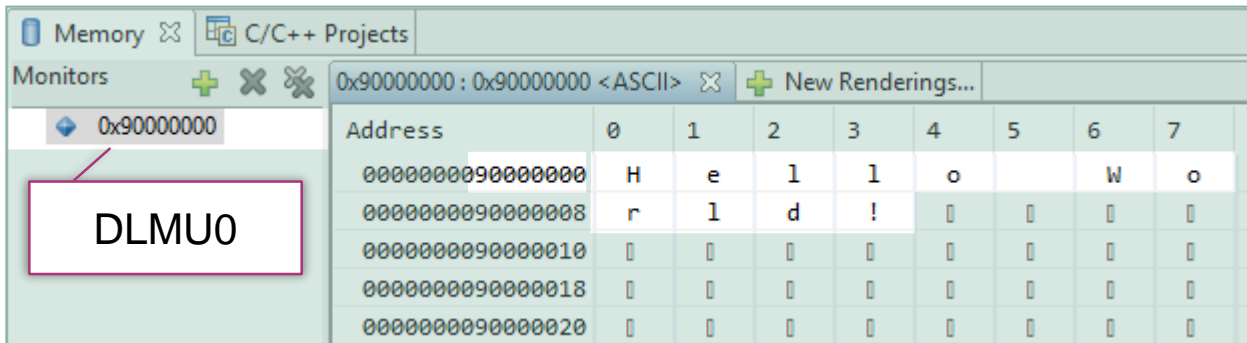 Memory C/C++ Projects
Monitors 0x90000000 : 0x90000000 <ASCII> New Renderings...
0x90000000
DLMU0
Address 0 1 2 3 4 5 6 7
0000000090000000 H e l l o W o
0000000090000008 r l d ! ▯ ▯ ▯ ▯
0000000090000010 ▯ ▯ ▯ ▯ ▯ ▯ ▯ ▯
0000000090000018 ▯ ▯ ▯ ▯ ▯ ▯ ▯ ▯
0000000090000020 ▯ ▯ ▯ ▯ ▯ ▯ ▯ ▯